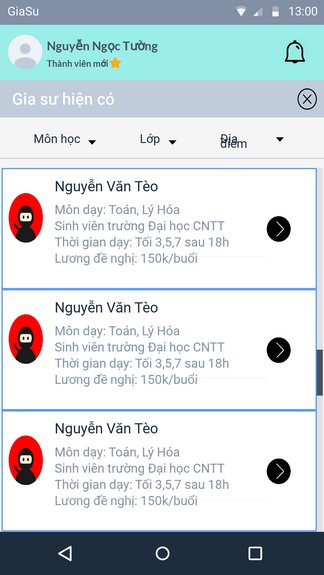 GiaSu
13:00
Nguyễn Ngọc Tường
Thành viên mới
Gia sư hiện có
Môn học
Lớp
Địa
điểm
Nguyễn Văn Tèo
Môn dạy: Toán, Lý Hóa
Sinh viên trường Đại học CNTT
Thời gian dạy: Tối 3,5,7 sau 18h
Lương đề nghị: 150k/buổi
Nguyễn Văn Tèo
Môn dạy: Toán, Lý Hóa
Sinh viên trường Đại học CNTT
Thời gian dạy: Tối 3,5,7 sau 18h
Lương đề nghị: 150k/buổi
Nguyễn Văn Tèo
Môn dạy: Toán, Lý Hóa
Sinh viên trường Đại học CNTT
Thời gian dạy: Tối 3,5,7 sau 18h
Lương đề nghị: 150k/buổi